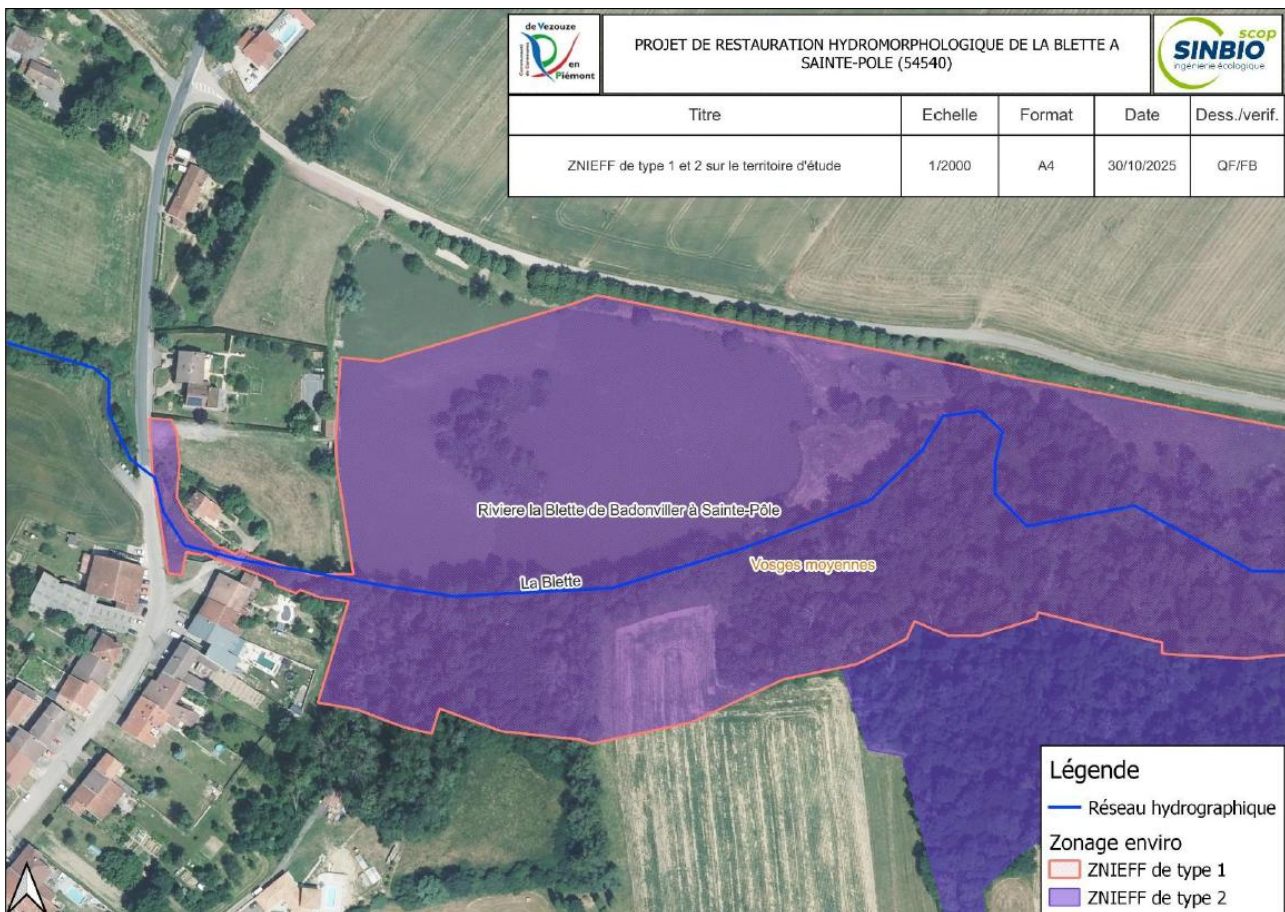 de Vezouze
Communauté de Communes
en
Piémont
PROJET DE RESTAURATION HYDROMORPHOLOGIQUE DE LA BLETTE A
SAINTE-POLE (54540)
scop
SINBIO
ingénierie écologique
Titre
Echelle
Format
Date
Dess./verif.
ZNIEFF de type 1 et 2 sur le territoire d'étude
1/2000
A4
30/10/2025
QF/FB
Riviere la Blette de Badonviller à Sainte-Pôle
Vosges moyennes
La Blette
Légende
Réseau hydrographique
Zonage enviro
ZNIEFF de type 1
ZNIEFF de type 2